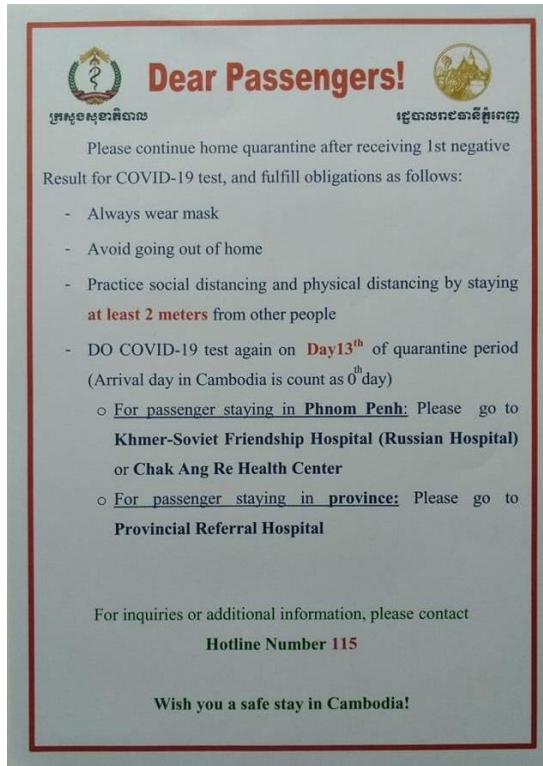 Dear Passengers!
ក្រសួងសុខាភិបាល
រដ្ឋបាលរាជធានីភ្នំពេញ
Please continue home quarantine after receiving 1st negative
Result for COVID-19 test, and fulfill obligations as follows:
- Always wear mask
- Avoid going out of home
- Practice social distancing and physical distancing by staying
at least 2 meters from other people
- DO COVID-19 test again on Day13th of quarantine period
(Arrival day in Cambodia is count as 0th day)
o For passenger staying in Phnom Penh: Please go to
Khmer-Soviet Friendship Hospital (Russian Hospital)
or Chak Ang Re Health Center
o For passenger staying in province: Please go to
Provincial Referral Hospital
For inquiries or additional information, please contact
Hotline Number 115
Wish you a safe stay in Cambodia!